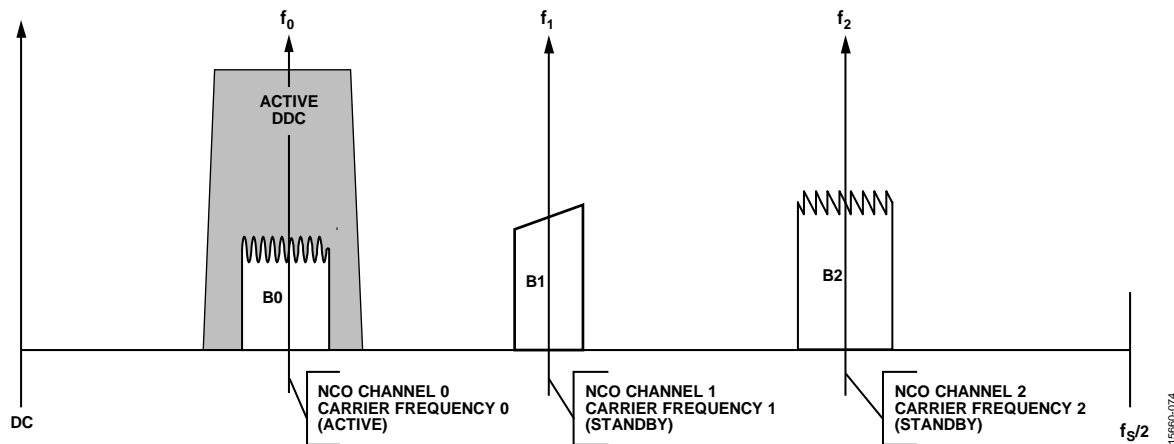 f0
f1
f2
ACTIVE
DDC
B0
B1
B2
NCO CHANNEL 0
CARRIER FREQUENCY 0
(ACTIVE)
NCO CHANNEL 1
CARRIER FREQUENCY 1
(STANDBY)
NCO CHANNEL 2
CARRIER FREQUENCY 2
(STANDBY)
DC
fS/2
15660-074